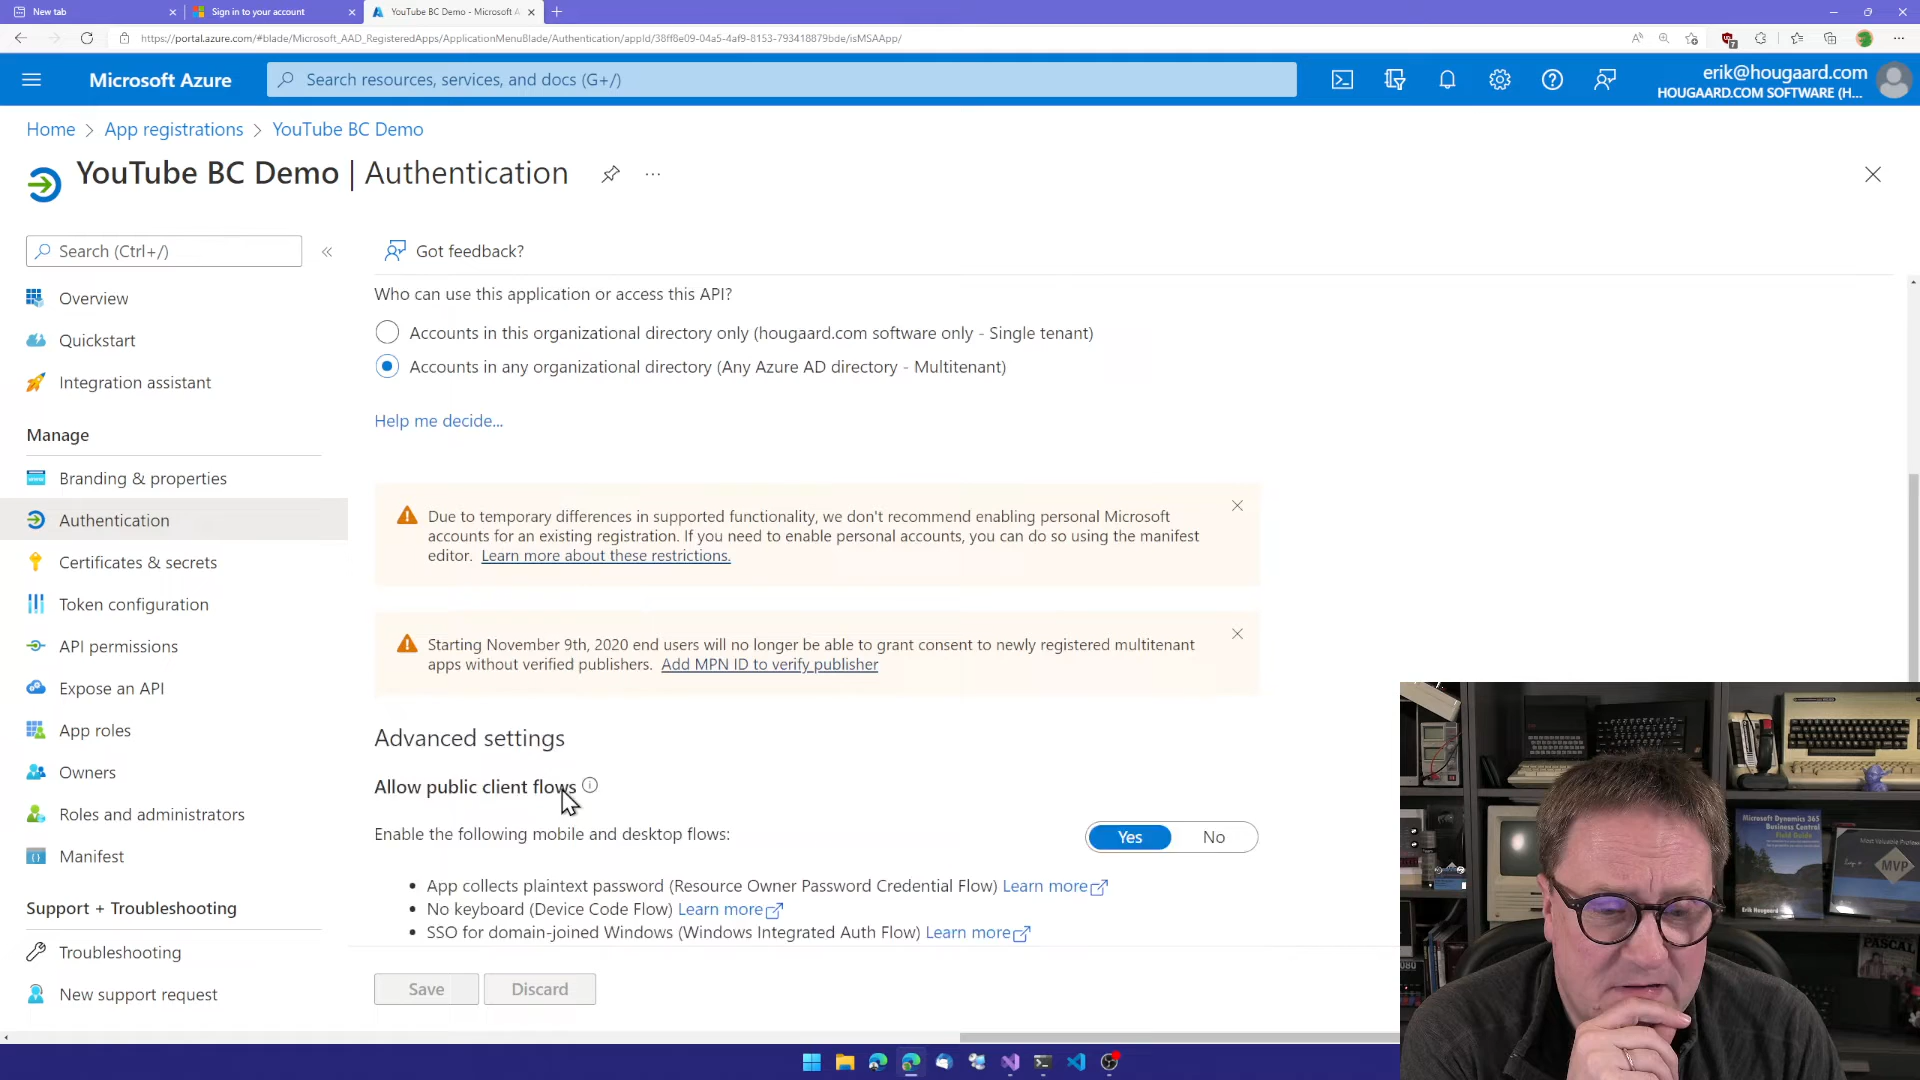 New tab
Sign in to your account
YouTube BC Demo - Microsoft A
https://portal.azure.com/#blade/Microsoft_AAD_RegisteredApps/ApplicationMenuBlade/Authentication/appId/38ff8e09-04a5-4af9-8153-793418879bde/isMSAApp/
Microsoft Azure
Search resources, services, and docs (G+/)
erik@hougaard.com
HOUGAARD.COM SOFTWARE (H...
Home > App registrations > YouTube BC Demo
YouTube BC Demo | Authentication
Search (Ctrl+/)
Got feedback?
Overview
Quickstart
Integration assistant
Manage
Branding & properties
Authentication
Certificates & secrets
Token configuration
API permissions
Expose an API
App roles
Owners
Roles and administrators
Manifest
Support + Troubleshooting
Troubleshooting
New support request
Who can use this application or access this API?
Accounts in this organizational directory only (hougaard.com software only - Single tenant)
Accounts in any organizational directory (Any Azure AD directory - Multitenant)
Help me decide...
Due to temporary differences in supported functionality, we don't recommend enabling personal Microsoft
accounts for an existing registration. If you need to enable personal accounts, you can do so using the manifest
editor. Learn more about these restrictions.
Starting November 9th, 2020 end users will no longer be able to grant consent to newly registered multitenant
apps without verified publishers. Add MPN ID to verify publisher
Advanced settings
Allow public client flows
Enable the following mobile and desktop flows:
Yes No
• App collects plaintext password (Resource Owner Password Credential Flow) Learn more
• No keyboard (Device Code Flow) Learn more
• SSO for domain-joined Windows (Windows Integrated Auth Flow) Learn more
Save
Discard
Microsoft Dynamics 365
Business Central
Field Guide
Erik Hougaard
MVP
PASCAL